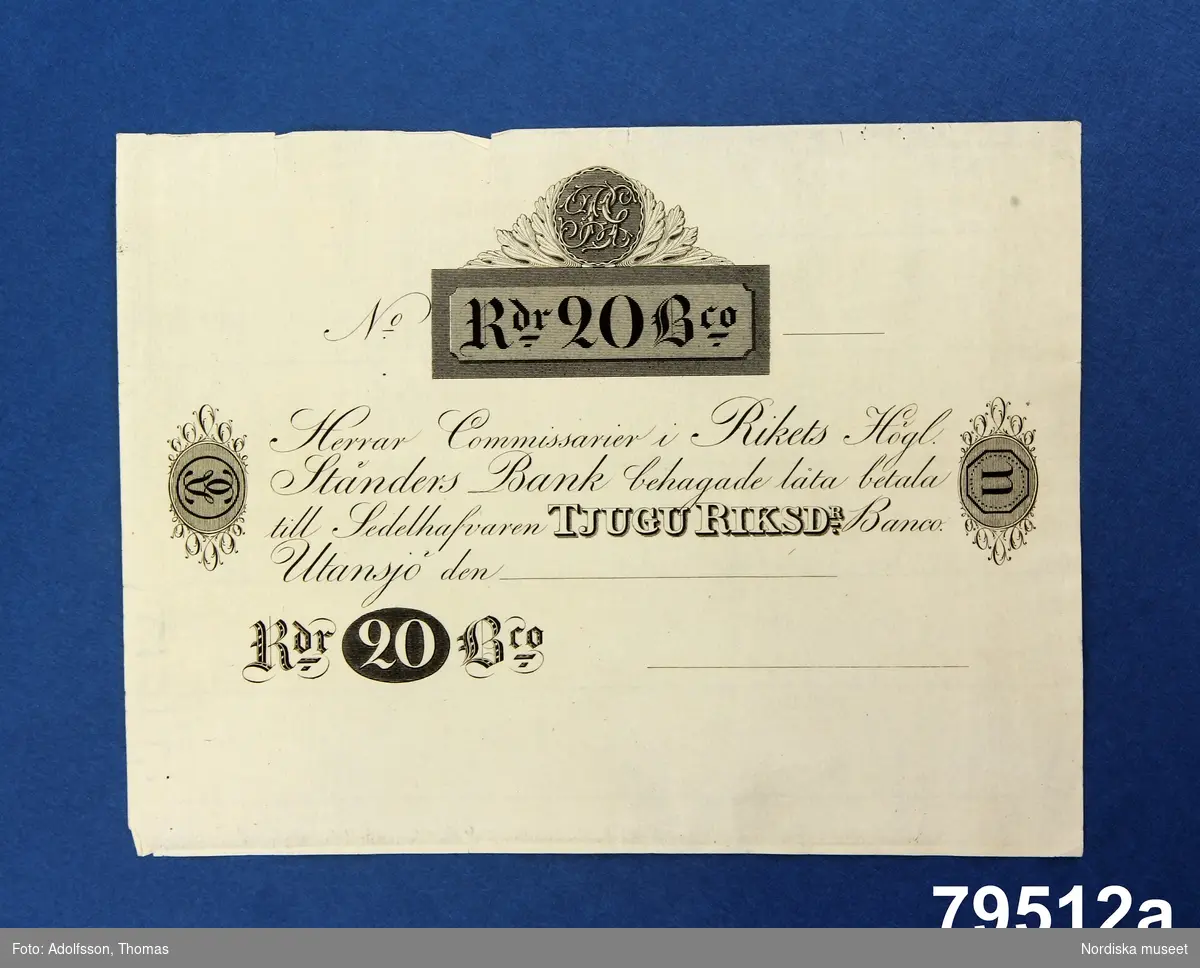 No Rdr 20 Bco
Herrar Commissarier i Rikets Högl.
Ständers Bank behagade låta betala
till Sedelhafvaren TJUGU RIKSDR Banco.
Utansjö den
Rdr 20 Bco
79512a
Foto: Adolfsson, Thomas
Nordiska museet